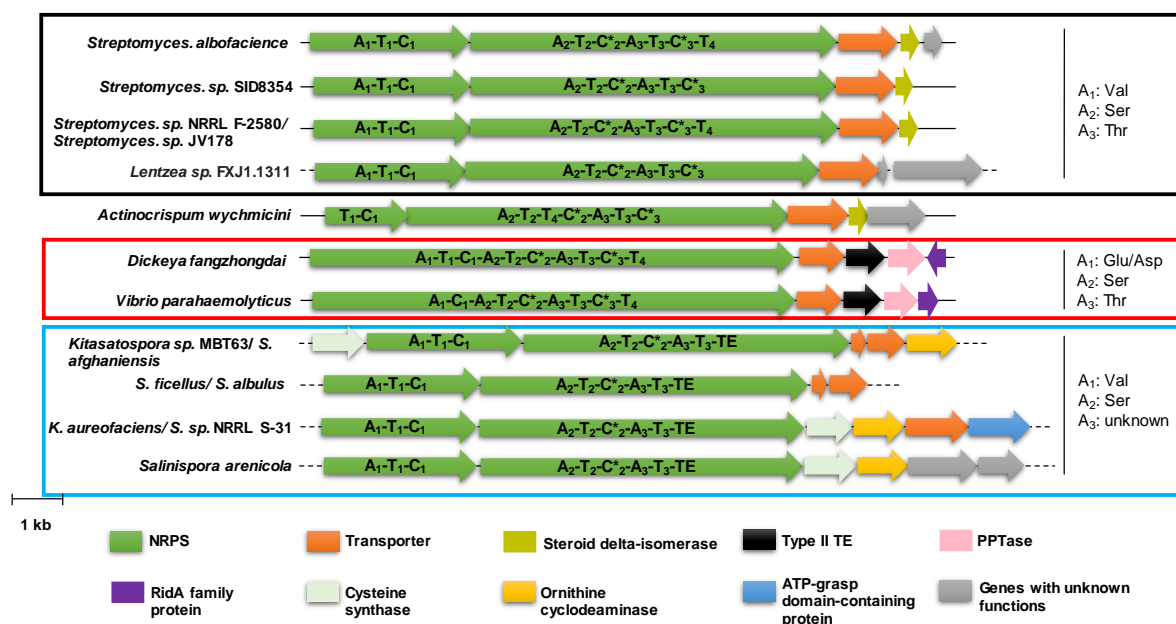 Streptomyces. albofacience A₁-T₁-C₁ A₂-T₂-C*₂-A₃-T₃-C*₃-T₄
Streptomyces. sp. SID8354 A₁-T₁-C₁ A₂-T₂-C*₂-A₃-T₃-C*₃
Streptomyces. sp. NRRL F-2580/
Streptomyces. sp. JV178 A₁-T₁-C₁ A₂-T₂-C*₂-A₃-T₃-C*₃-T₄
Lentzea sp. FXJ1.1311 A₁-T₁-C₁ A₂-T₂-C*₂-A₃-T₃-C*₃
A₁: Val
A₂: Ser
A₃: Thr
Actinocrispum wychmicini T₁-C₁ A₂-T₂-T₄-C*₂-A₃-T₃-C*₃
Dickeya fangzhongdai A₁-T₁-C₁-A₂-T₂-C*₂-A₃-T₃-C*₃-T₄
Vibrio parahaemolyticus A₁-C₁-A₂-T₂-C*₂-A₃-T₃-C*₃-T₄
A₁: Glu/Asp
A₂: Ser
A₃: Thr
Kitasatospora sp. MBT63/ S.
afghaniensis A₁-T₁-C₁ A₂-T₂-C*₂-A₃-T₃-TE
S. ficellus/ S. albulus A₁-T₁-C₁ A₂-T₂-C*₂-A₃-T₃-TE
K. aureofaciens/ S. sp. NRRL S-31 A₁-T₁-C₁ A₂-T₂-C*₂-A₃-T₃-TE
Salinispora arenicola A₁-T₁-C₁ A₂-T₂-C*₂-A₃-T₃-TE
A₁: Val
A₂: Ser
A₃: unknown
1 kb
NRPS
Transporter
Steroid delta-isomerase
Type II TE
PPTase
RidA family
protein
Cysteine
synthase
Ornithine
cyclodeaminase
ATP-grasp
domain-containing
protein
Genes with unknown
functions